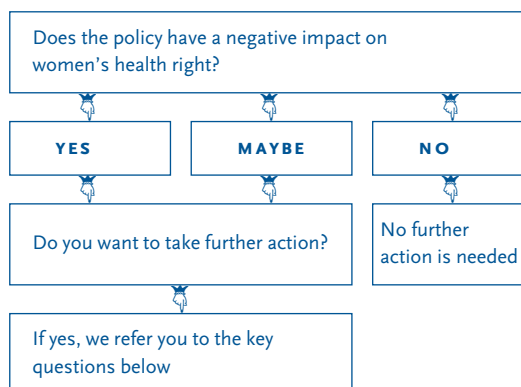 Does the policy have a negative impact on
women’s health right?
YES
MAYBE
NO
Do you want to take further action?
No further
action is needed
If yes, we refer you to the key
questions below